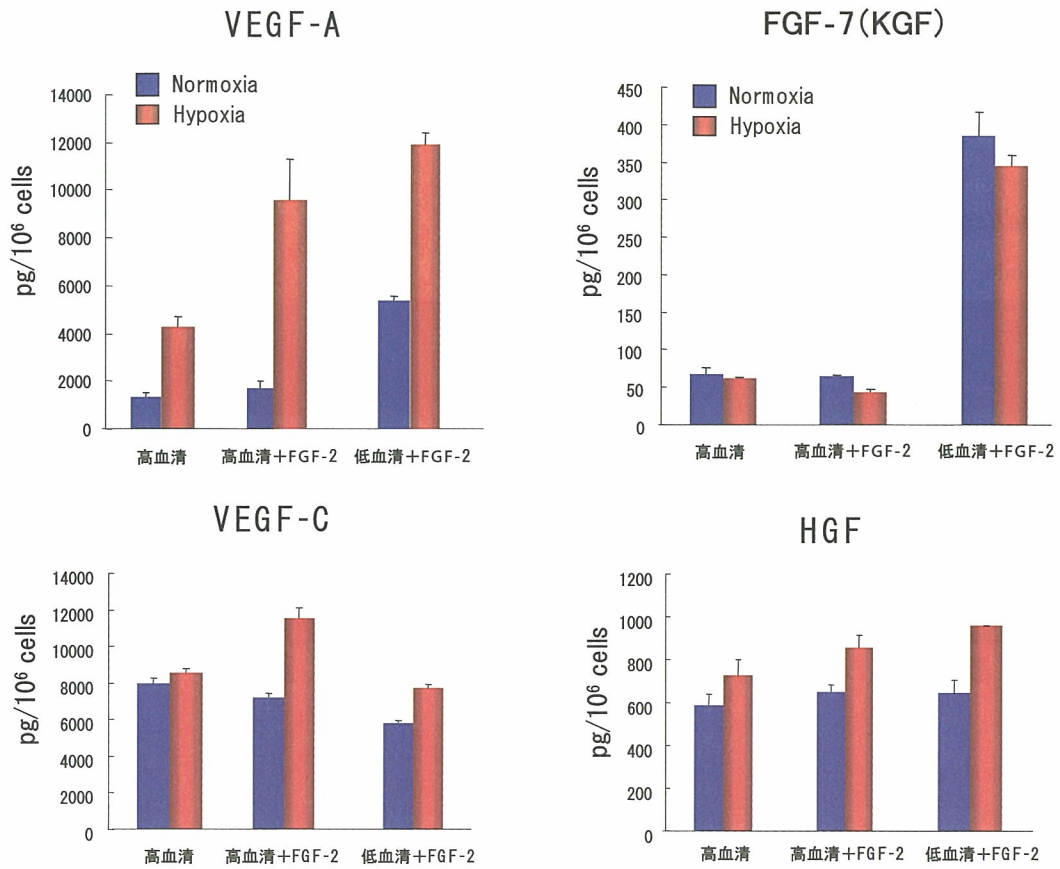 VEGF-A
Normoxia
Hypoxia
pg/10⁶ cells
14000
12000
10000
8000
6000
4000
2000
0
高血清
高血清+FGF-2
低血清+FGF-2
FGF-7(KGF)
Normoxia
Hypoxia
pg/10⁶ cells
450
400
350
300
250
200
150
100
50
0
高血清
高血清+FGF-2
低血清+FGF-2
VEGF-C
pg/10⁶ cells
14000
12000
10000
8000
6000
4000
2000
0
高血清
高血清+FGF-2
低血清+FGF-2
HGF
pg/10⁶ cells
1200
1000
800
600
400
200
0
高血清
高血清+FGF-2
低血清+FGF-2